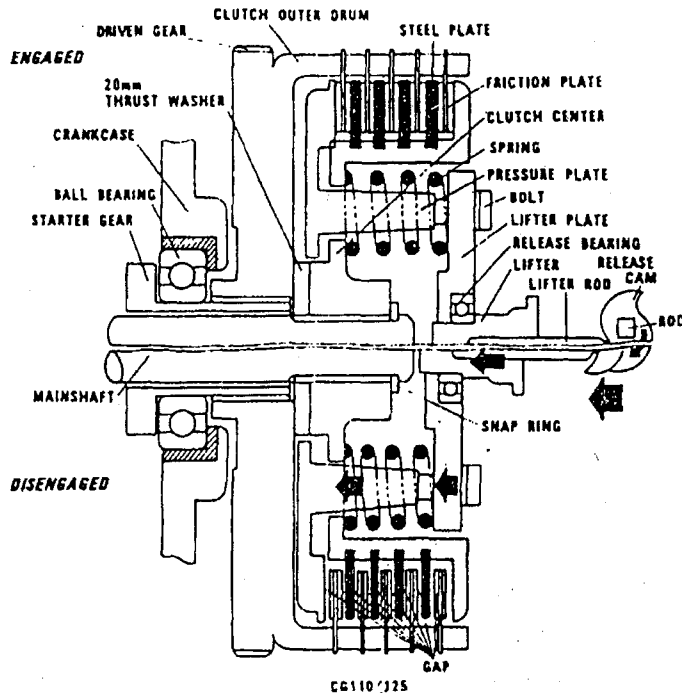 CLUTCH OUTER DRUM
DRIVEN GEAR
STEEL PLATE
ENGAGED
20mm
THRUST WASHER
FRICTION PLATE
CLUTCH CENTER
CRANKCASE
SPRING
PRESSURE PLATE
BALL BEARING
BOLT
STARTER GEAR
LIFTER PLATE
RELEASE BEARING
LIFTER
RELEASE
CAM
LIFTER ROD
ROD
MAINSHAFT
SNAP RING
DISENGAGED
GAP